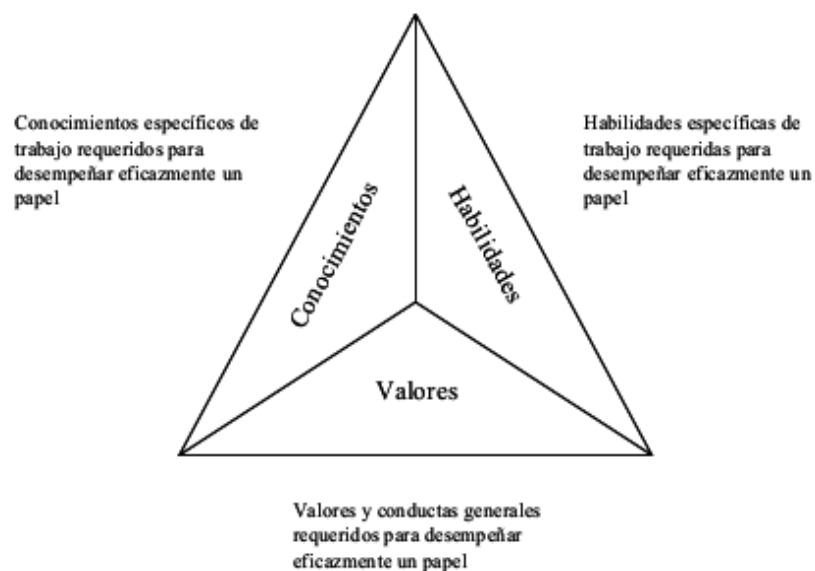 Conocimientos específicos de
trabajo requeridos para
desempeñar eficazmente un
papel
Habilidades específicas de
trabajo requeridas para
desempeñar eficazmente un
papel
Conocimientos
Habilidades
Valores
Valores y conductas generales
requeridos para desempeñar
eficazmente un papel